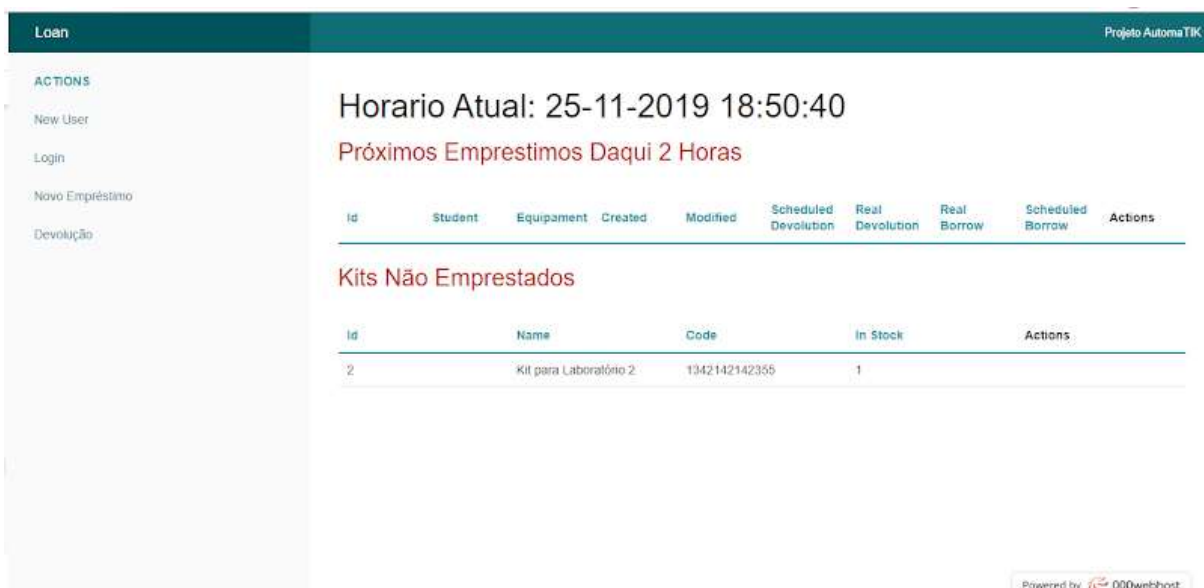 Loan
Projeto AutomaTIK
ACTIONS
New User
Login
Novo Empréstimo
Devolução
Horario Atual: 25-11-2019 18:50:40
Próximos Emprestimos Daqui 2 Horas
Id Student Equipament Created Modified Scheduled Devolution Real Devolution Real Borrow Scheduled Borrow Actions
Kits Não Emprestados
Id Name Code In Stock Actions
2 Kit para Laboratório 2 1342142142355 1
Powered by 000webhost